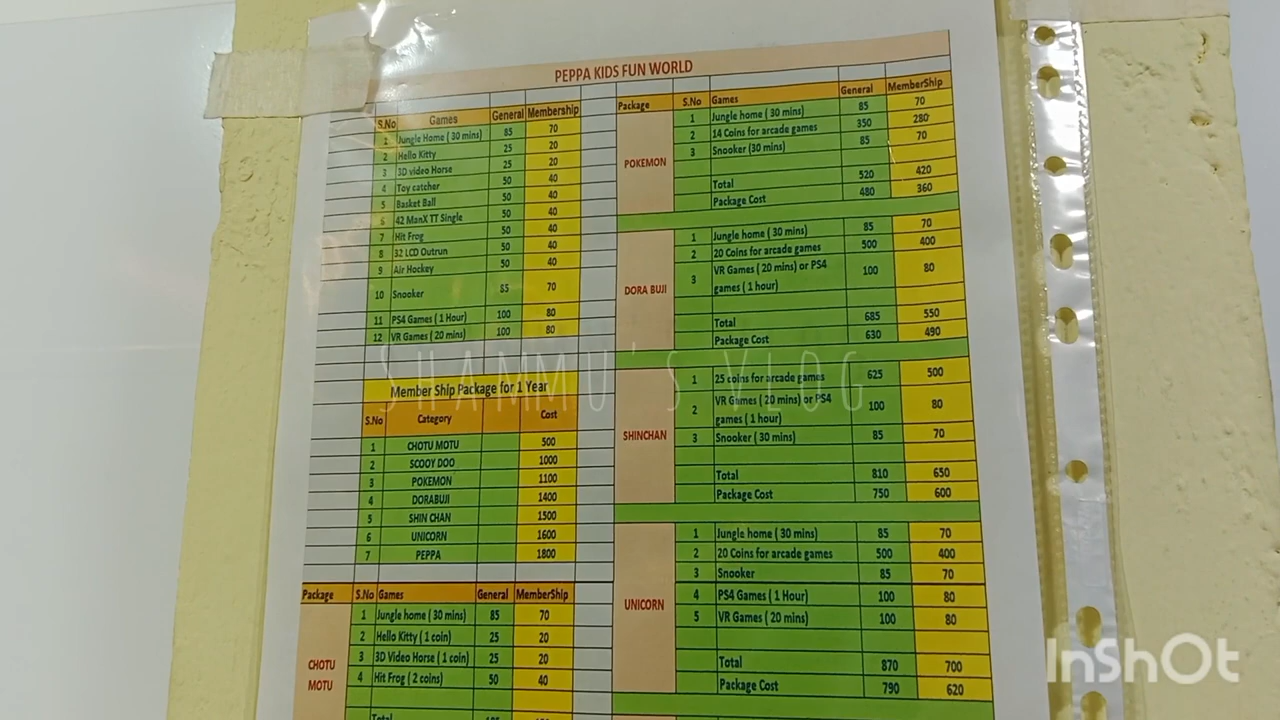 PEPPA KIDS FUN WORLD
S.No Games General Membership
1 Jungle Home ( 30 mins) 85 70
2 Hello Kitty 25 20
3 3D video Horse 25 20
4 Toy catcher 50 40
5 Basket Ball 50 40
6 42 ManX TT Single 50 40
7 Hit Frog 50 40
8 32 LCD Outrun 50 40
9 Air Hockey 50 40
10 Snooker 85 70
11 PS4 Games ( 1 Hour) 100 80
12 VR Games ( 20 mins) 100 80
Member Ship Package for 1 Year
S.No Category Cost
1 CHOTU MOTU 500
2 SCOOY DOO 1000
3 POKEMON 1100
4 DORABUJI 1400
5 SHIN CHAN 1500
6 UNICORN 1600
7 PEPPA 1800
Package S.No Games General MemberShip
CHOTU
MOTU
1 Jungle home ( 30 mins) 85 70
2 Hello Kitty ( 1 coin) 25 20
3 3D Video Horse ( 1 coin) 25 20
4 Hit Frog ( 2 coins) 50 40
Total
Package S.No Games General MemberShip
POKEMON
1 Jungle home ( 30 mins) 85 70
2 14 Coins for arcade games 350 280
3 Snooker (30 mins) 85 70
Total 520 420
Package Cost 480 360
DORA BUJI
1 Jungle home ( 30 mins) 85 70
2 20 Coins for arcade games 500 400
3 VR Games ( 20 mins) or PS4
games ( 1 hour) 100 80
Total 685 550
Package Cost 630 490
SHINCHAN
1 25 coins for arcade games 625 500
2 VR Games ( 20 mins) or PS4
games ( 1 hour) 100 80
3 Snooker ( 30 mins) 85 70
Total 810 650
Package Cost 750 600
UNICORN
1 Jungle home ( 30 mins) 85 70
2 20 Coins for arcade games 500 400
3 Snooker 85 70
4 PS4 Games ( 1 Hour) 100 80
5 VR Games ( 20 mins) 100 80
Total 870 700
Package Cost 790 620
SHAMMU'S VLOG
InShOt